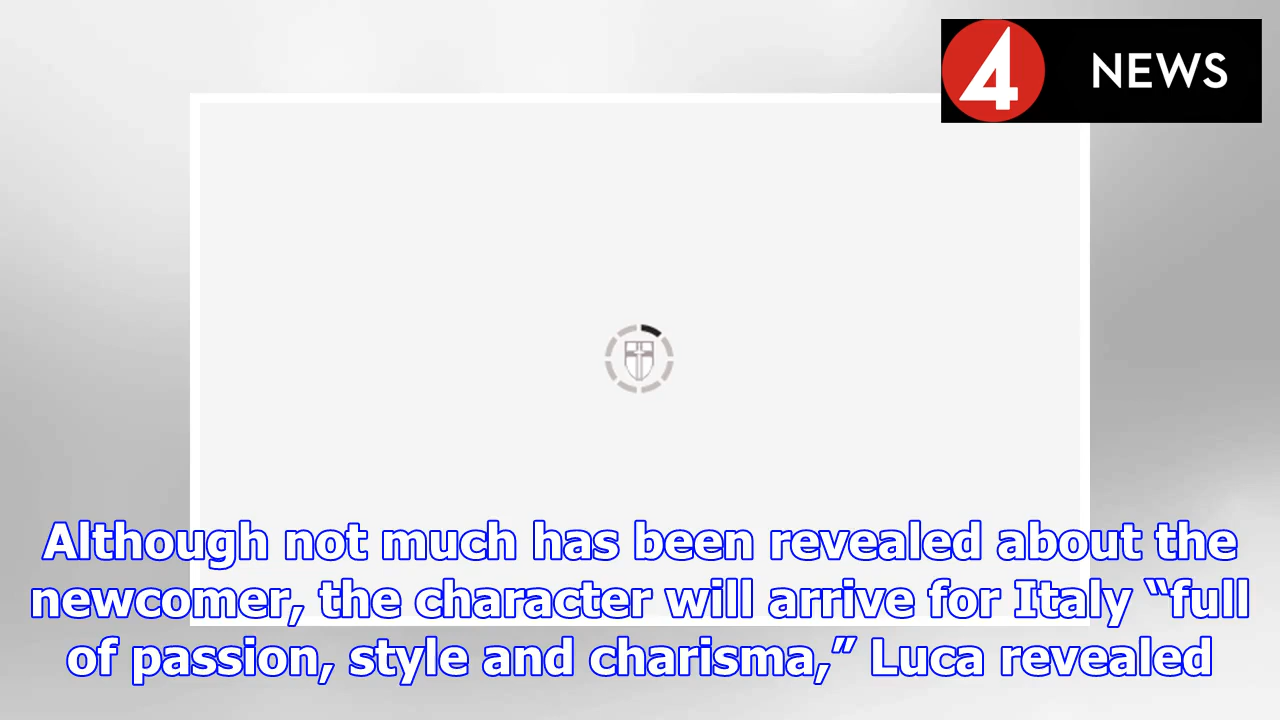 4 NEWS
Although not much has been revealed about the
newcomer, the character will arrive for Italy “full
of passion, style and charisma,” Luca revealed